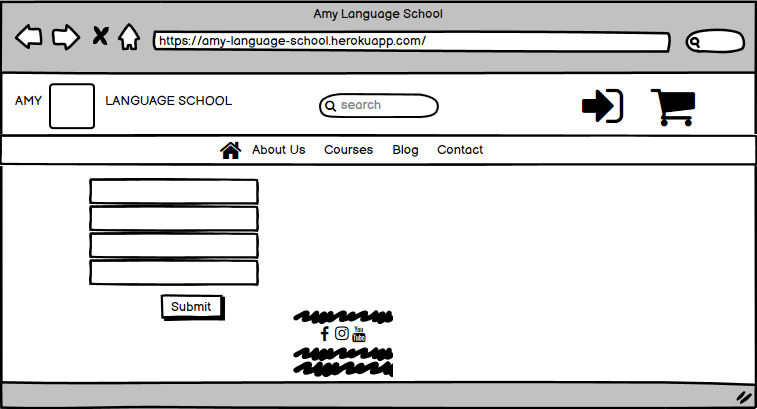 Amy Language School
https://amy-language-school.herokuapp.com/
AMY LANGUAGE SCHOOL search
About Us Courses Blog Contact
Submit
You
Tube